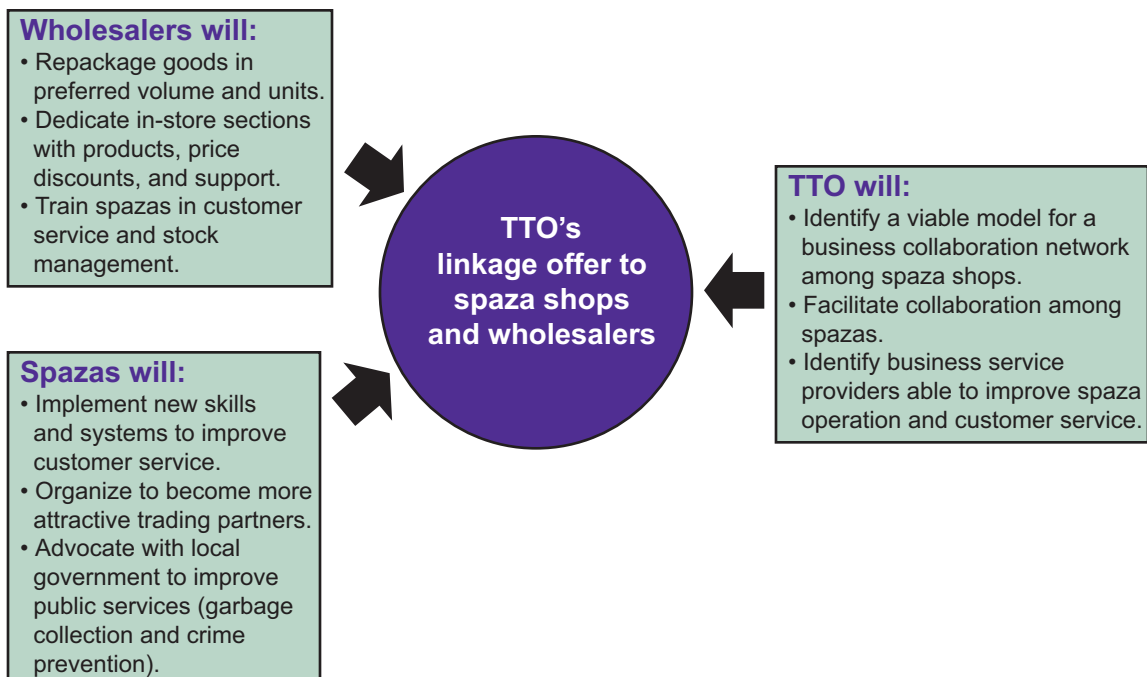 Wholesalers will:
• Repackage goods in
preferred volume and units.
• Dedicate in-store sections
with products, price
discounts, and support.
• Train spazas in customer
service and stock
management.
Spazas will:
• Implement new skills
and systems to improve
customer service.
• Organize to become more
attractive trading partners.
• Advocate with local
government to improve
public services (garbage
collection and crime
prevention).
TTO’s
linkage offer to
spaza shops
and wholesalers
TTO will:
• Identify a viable model for a
business collaboration network
among spaza shops.
• Facilitate collaboration among
spazas.
• Identify business service
providers able to improve spaza
operation and customer service.